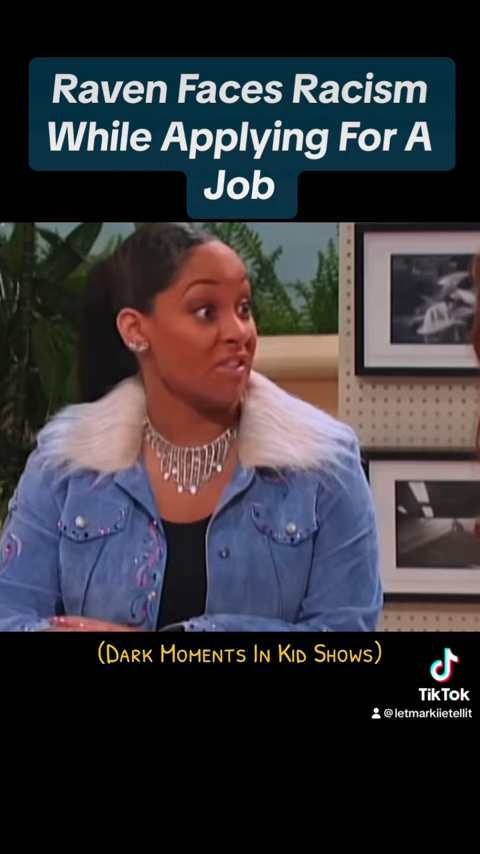 Raven Faces Racism
While Applying For A
Job
(Dark Moments In Kid Shows)
TikTok
@letmarkiietellit